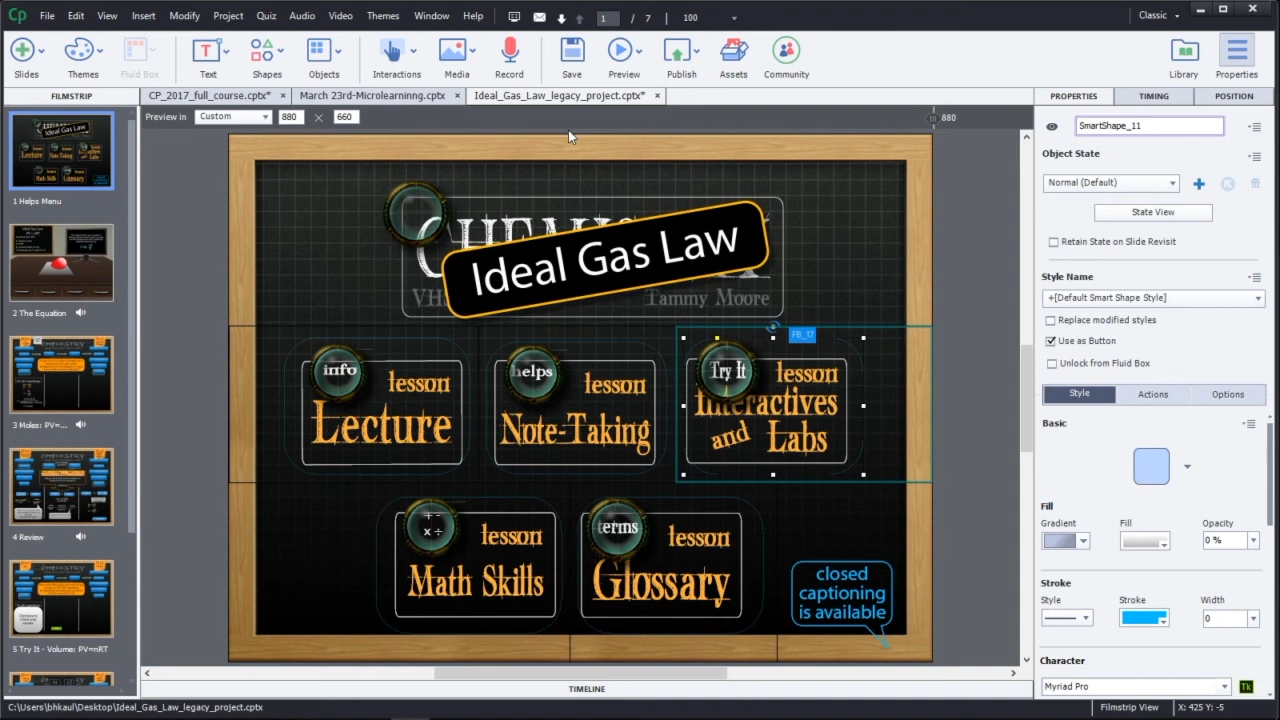 Cp File Edit View Insert Modify Project Quiz Audio Video Themes Window Help 1 / 7 100 Classic
Slides Themes Fluid Box Text Shapes Objects Interactions Media Record Save Preview Publish Assets Community Library Properties
FILMSTRIP CP_2017_full_course.cptx* × March 23rd-Microlearninng.cptx × Ideal_Gas_Law_legacy_project.cptx* × PROPERTIES TIMING POSITION
Preview in Custom 880 660 880
SmartShape_11
Object State
Normal (Default)
State View
Retain State on Slide Revisit
Style Name
+[Default Smart Shape Style]
Replace modified styles
Use as Button
Unlock from Fluid Box
Style Actions Options
Basic
Fill
Gradient Fill Opacity
0 %
Stroke
Style Stroke Width
0
Character
Myriad Pro Tk
1 Helps Menu
2 The Equation
3 Moles: PV=...
4 Review
5 Try It - Volume: PV=nRT
Ideal Gas Law
Tammy Moore
FB_17
info lesson
Lecture
helps lesson
Note-Taking
Try It lesson
Interactives
and Labs
+ -
x ÷
lesson
Math Skills
terms lesson
Glossary
closed
captioning
is available
TIMELINE
C:\Users\bhkaul\Desktop\Ideal_Gas_Law_legacy_project.cptx Filmstrip View X: 425 Y: -5